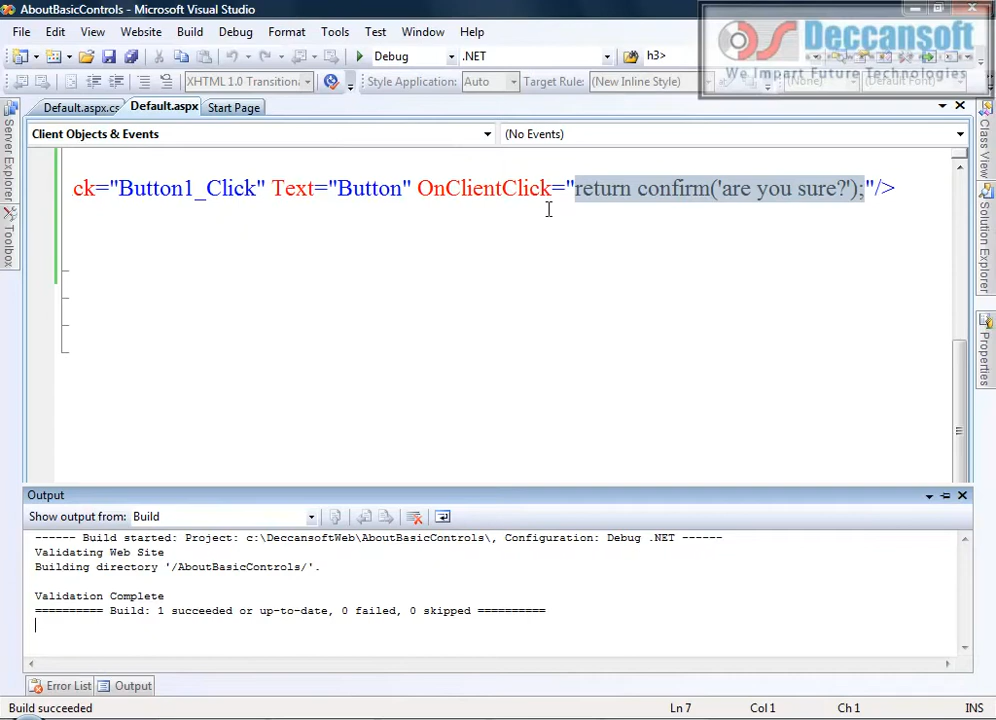 AboutBasicControls - Microsoft Visual Studio
File Edit View Website Build Debug Format Tools Test Window Help
Debug .NET h3>
XHTML 1.0 Transition. Style Application: Auto Target Rule: (New Inline Style) (None) (Default Font)
Deccansoft
We Impart Future Technologies
Default.aspx.cs Default.aspx Start Page
Client Objects & Events (No Events)
ck="Button1_Click" Text="Button" OnClientClick="return confirm('are you sure?');"/>
Server Explorer
Toolbox
Class View
Solution Explorer
Properties
Output
Show output from: Build
------ Build started: Project: c:\DeccansoftWeb\AboutBasicControls\, Configuration: Debug .NET ------
Validating Web Site
Building directory '/AboutBasicControls/'.
Validation Complete
========== Build: 1 succeeded or up-to-date, 0 failed, 0 skipped ==========
Error List Output
Build succeeded Ln 7 Col 1 Ch 1 INS